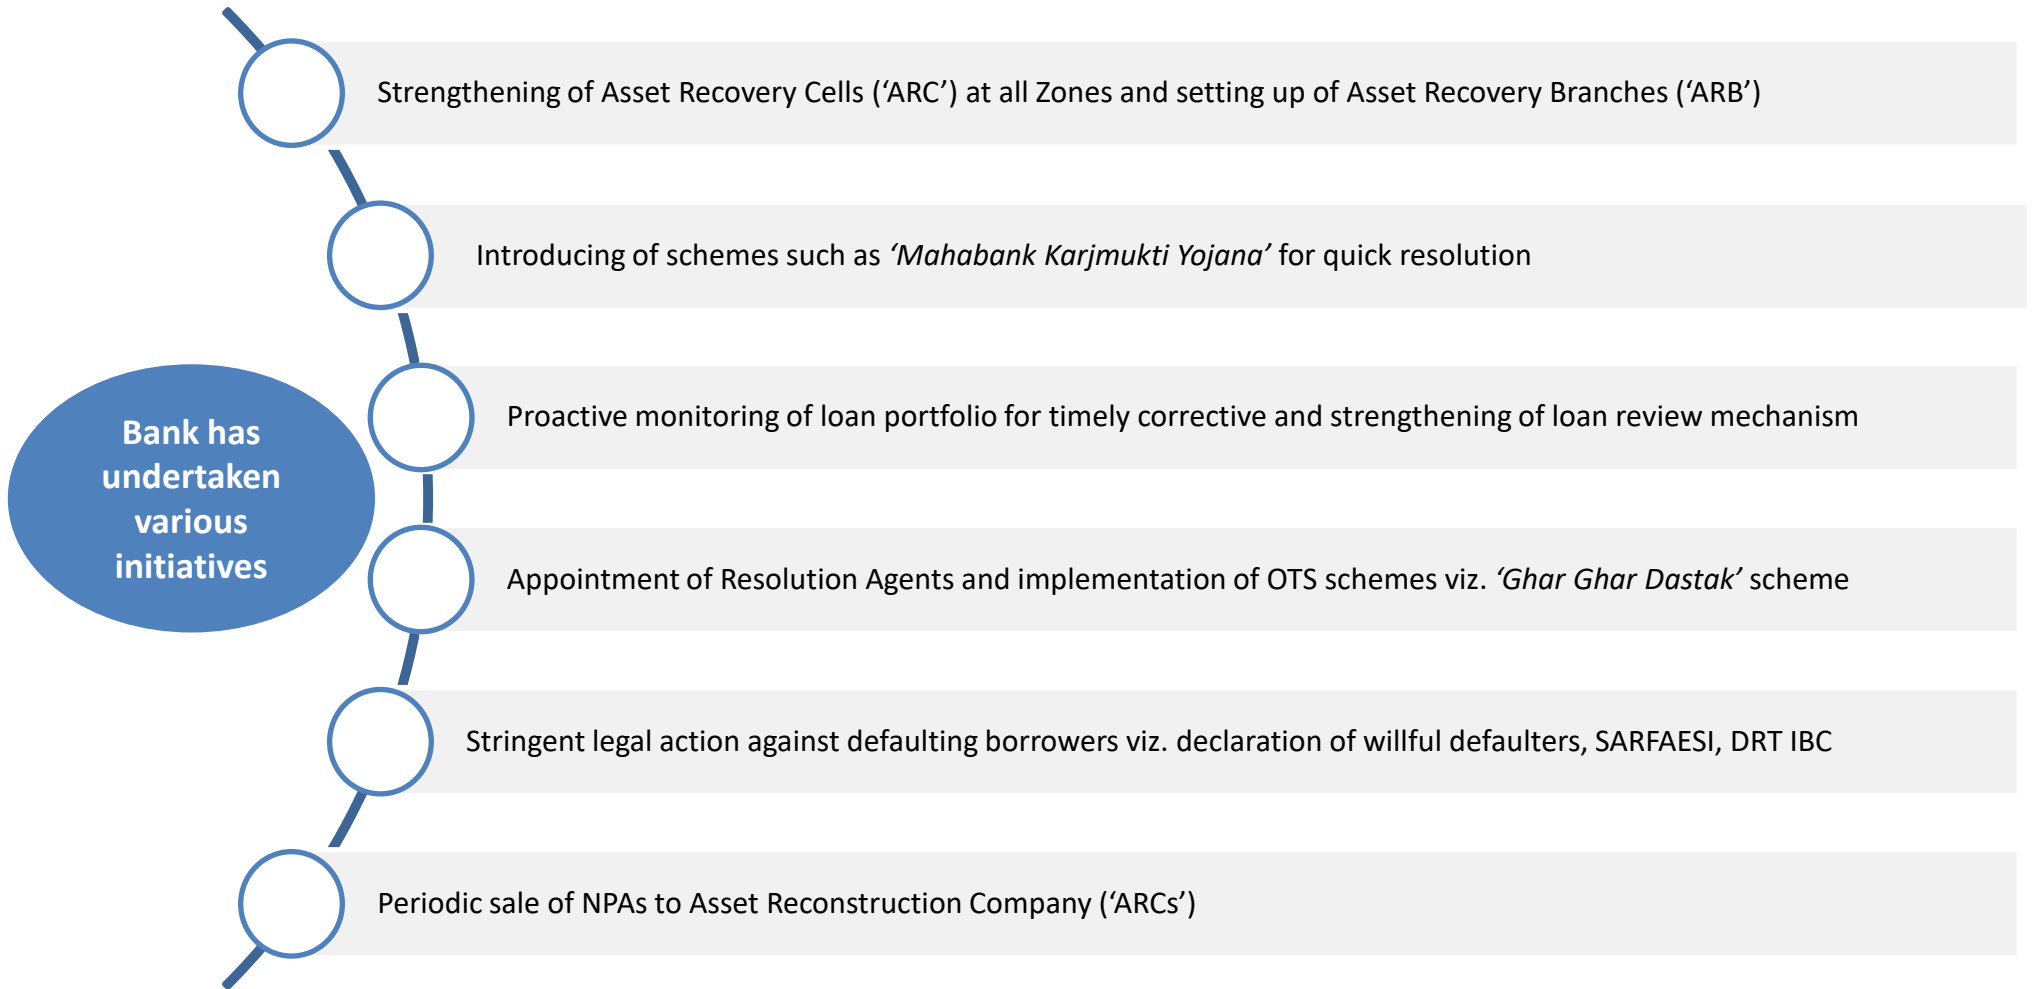 Strengthening of Asset Recovery Cells (‘ARC’) at all Zones and setting up of Asset Recovery Branches (‘ARB’)
Introducing of schemes such as ‘Mahabank Karjmukti Yojana’ for quick resolution
Proactive monitoring of loan portfolio for timely corrective and strengthening of loan review mechanism
Bank has
undertaken
various
initiatives
Appointment of Resolution Agents and implementation of OTS schemes viz. ‘Ghar Ghar Dastak’ scheme
Stringent legal action against defaulting borrowers viz. declaration of willful defaulters, SARFAESI, DRT IBC
Periodic sale of NPAs to Asset Reconstruction Company (‘ARCs’)